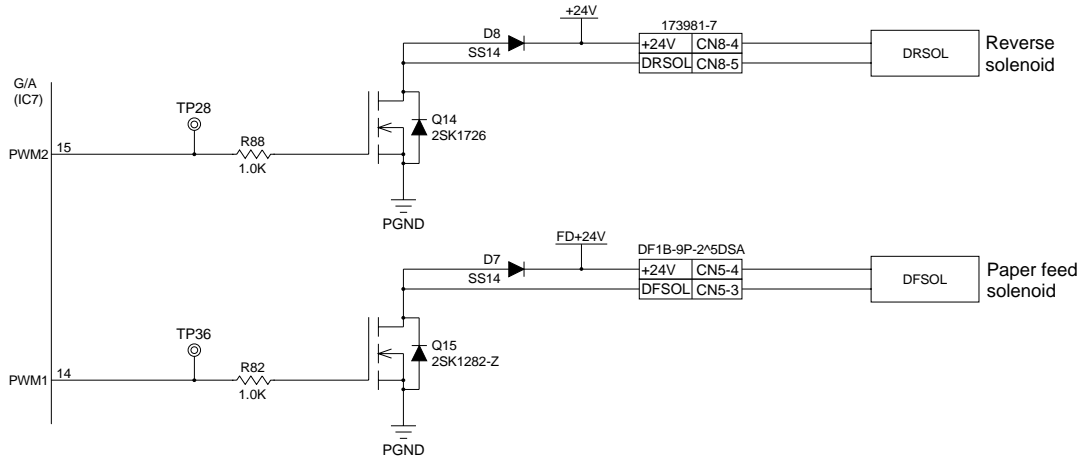 +24V
D8
SS14
173981-7
+24V CN8-4
DRSOL CN8-5
DRSOL
Reverse
solenoid
G/A
(IC7)
TP28
Q14
2SK1726
R88
1.0K
PWM2
15
PGND
FD+24V
D7
SS14
DF1B-9P-2^5DSA
+24V CN5-4
DFSOL CN5-3
DFSOL
Paper feed
solenoid
TP36
Q15
2SK1282-Z
R82
1.0K
PWM1
14
PGND